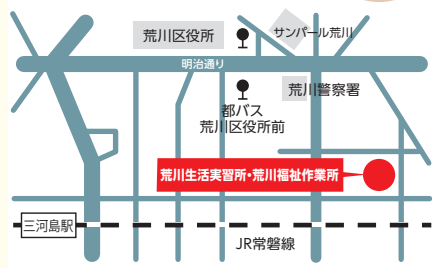 荒川区役所
サンパール荒川
明治通り
荒川警察署
都バス
荒川区役所前
荒川生活実習所・荒川福祉作業所
三河島駅
JR常磐線